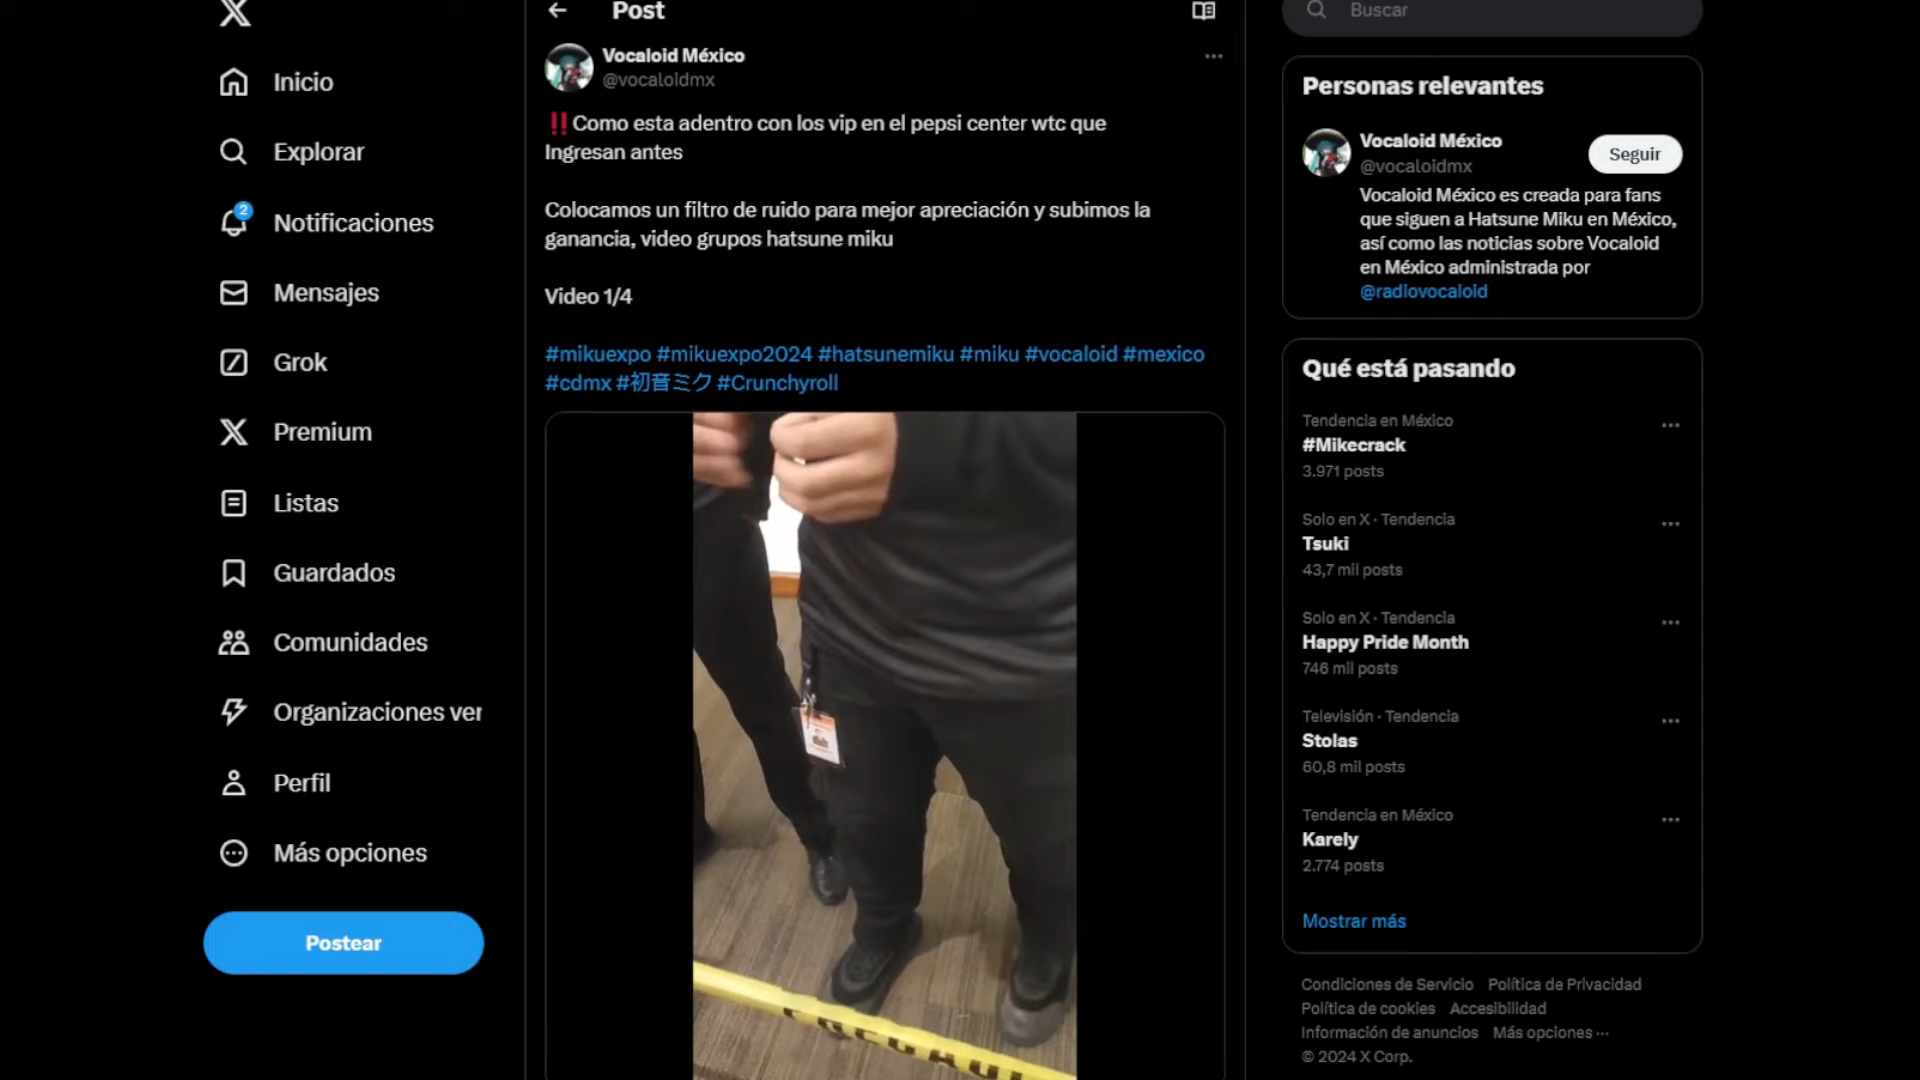 Inicio
Explorar
2
Notificaciones
Mensajes
Grok
Premium
Listas
Guardados
Comunidades
Organizaciones ver
Perfil
Más opciones
Postear
Post
Vocaloid México
@vocaloidmx
‼️Como esta adentro con los vip en el pepsi center wtc que
Ingresan antes
Colocamos un filtro de ruido para mejor apreciación y subimos la
ganancia, video grupos hatsune miku
Video 1/4
#mikuexpo #mikuexpo2024 #hatsunemiku #miku #vocaloid #mexico
#cdmx #初音ミク #Crunchyroll
Buscar
Personas relevantes
Vocaloid México
@vocaloidmx
Seguir
Vocaloid México es creada para fans
que siguen a Hatsune Miku en México,
así como las noticias sobre Vocaloid
en México administrada por
@radiovocaloid
Qué está pasando
Tendencia en México
#Mikecrack
3.971 posts
Solo en X · Tendencia
Tsuki
43,7 mil posts
Solo en X · Tendencia
Happy Pride Month
746 mil posts
Televisión · Tendencia
Stolas
60,8 mil posts
Tendencia en México
Karely
2.774 posts
Mostrar más
Condiciones de Servicio Política de Privacidad
Política de cookies Accesibilidad
Información de anuncios Más opciones ···
© 2024 X Corp.